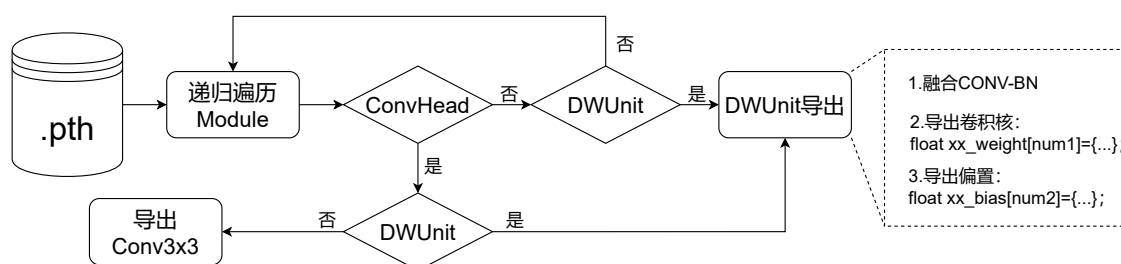 否
.pth
递归遍历
Module
ConvHead
否
DWUnit
是
DWUnit导出
1.融合CONV-BN
2.导出卷积核：
float xx_weight[num1]={...};
3.导出偏置：
float xx_bias[num2]={...};
是
导出
Conv3x3
否
DWUnit
是